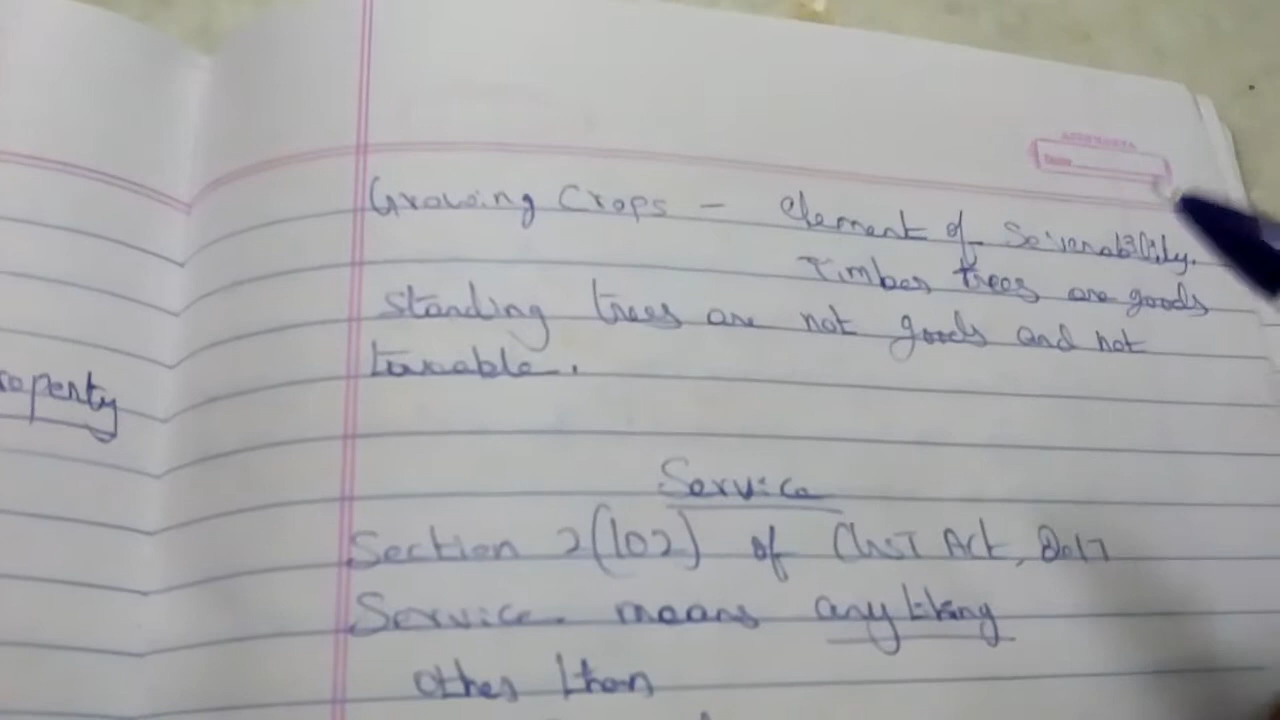 Growing Crops - element of Seivenability.
Timber trees are goods
standing trees are not goods and not
taxable.
Service
Section 2(102) of CGST Act, 2017
Service. means anything
other than
roperty